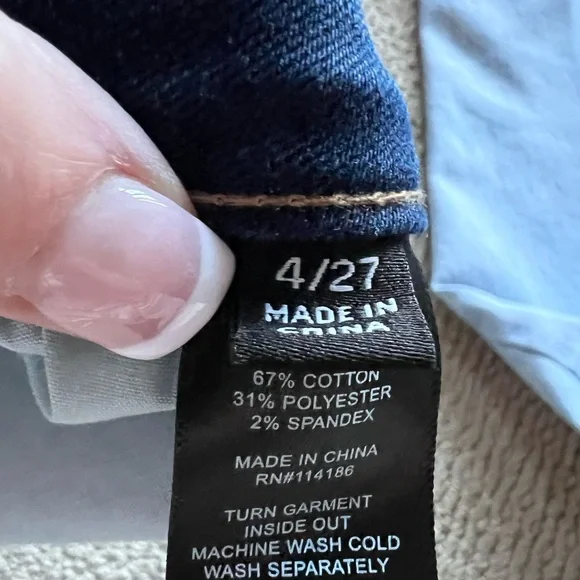 4/27
MADE IN
CHINA
67% COTTON
31% POLYESTER
2% SPANDEX
MADE IN CHINA
RN#114186
TURN GARMENT
INSIDE OUT
MACHINE WASH COLD
WASH SEPARATELY